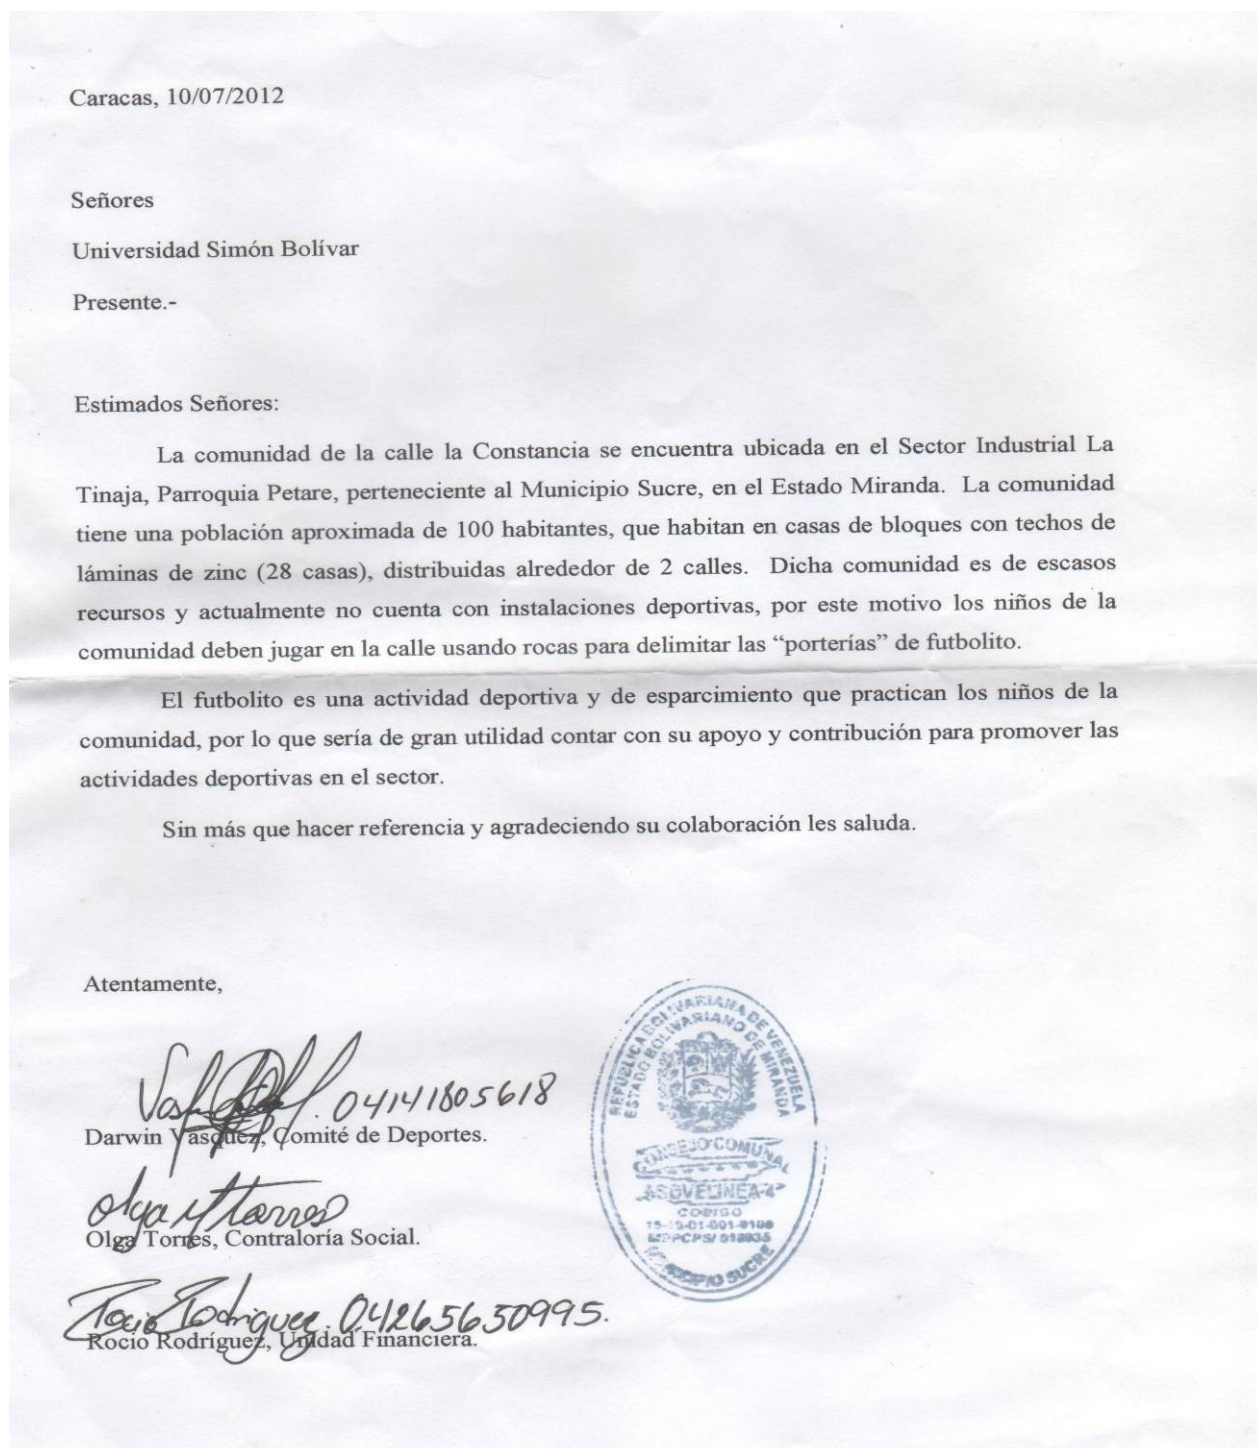 Caracas, 10/07/2012
Señores
Universidad Simón Bolívar
Presente.-
Estimados Señores:
La comunidad de la calle la Constancia se encuentra ubicada en el Sector Industrial La
Tinaja, Parroquia Petare, perteneciente al Municipio Sucre, en el Estado Miranda. La comunidad
tiene una población aproximada de 100 habitantes, que habitan en casas de bloques con techos de
láminas de zinc (28 casas), distribuidas alrededor de 2 calles. Dicha comunidad es de escasos
recursos y actualmente no cuenta con instalaciones deportivas, por este motivo los niños de la
comunidad deben jugar en la calle usando rocas para delimitar las “porterías” de futbolito.
El futbolito es una actividad deportiva y de esparcimiento que practican los niños de la
comunidad, por lo que sería de gran utilidad contar con su apoyo y contribución para promover las
actividades deportivas en el sector.
Sin más que hacer referencia y agradeciendo su colaboración les saluda.
Atentamente,
04141805618
Darwin Vásquez, Comité de Deportes.
Olga Torres
Olga Torres, Contraloría Social.
Rocio Rodriguez. 04265650995.
Rocio Rodríguez, Unidad Financiera.
REPÚBLICA BOLIVARIANA DE VENEZUELA
ESTADO BOLIVARIANO DE MIRANDA
CONSEJO COMUNAL
CODIGO
MUNICIPIO SUCRE